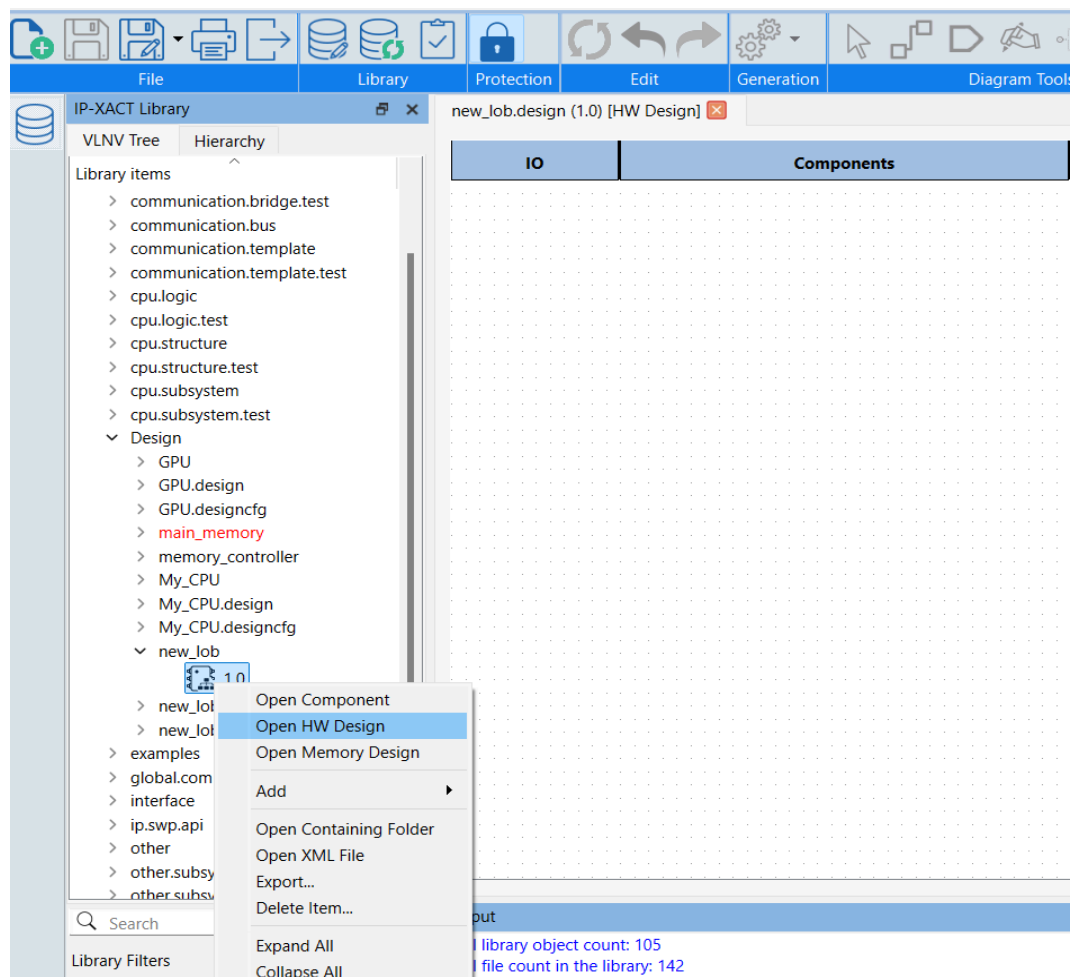 File Library Protection Edit Generation Diagram Tools
IP-XACT Library
new_lob.design (1.0) [HW Design]
VLNV Tree Hierarchy
IO Components
Library items
communication.bridge.test
communication.bus
communication.template
communication.template.test
cpu.logic
cpu.logic.test
cpu.structure
cpu.structure.test
cpu.subsystem
cpu.subsystem.test
Design
GPU
GPU.design
GPU.designcfg
main_memory
memory_controller
My_CPU
My_CPU.design
My_CPU.designcfg
new_lob
1.0
new_lob
new_lob
examples
global.com
interface
ip.swp.api
other
other.subsy
other.subsy
Open Component
Open HW Design
Open Memory Design
Add
Open Containing Folder
Open XML File
Export...
Delete Item...
Expand All
Collapse All
Search
Library Filters
put
l library object count: 105
l file count in the library: 142